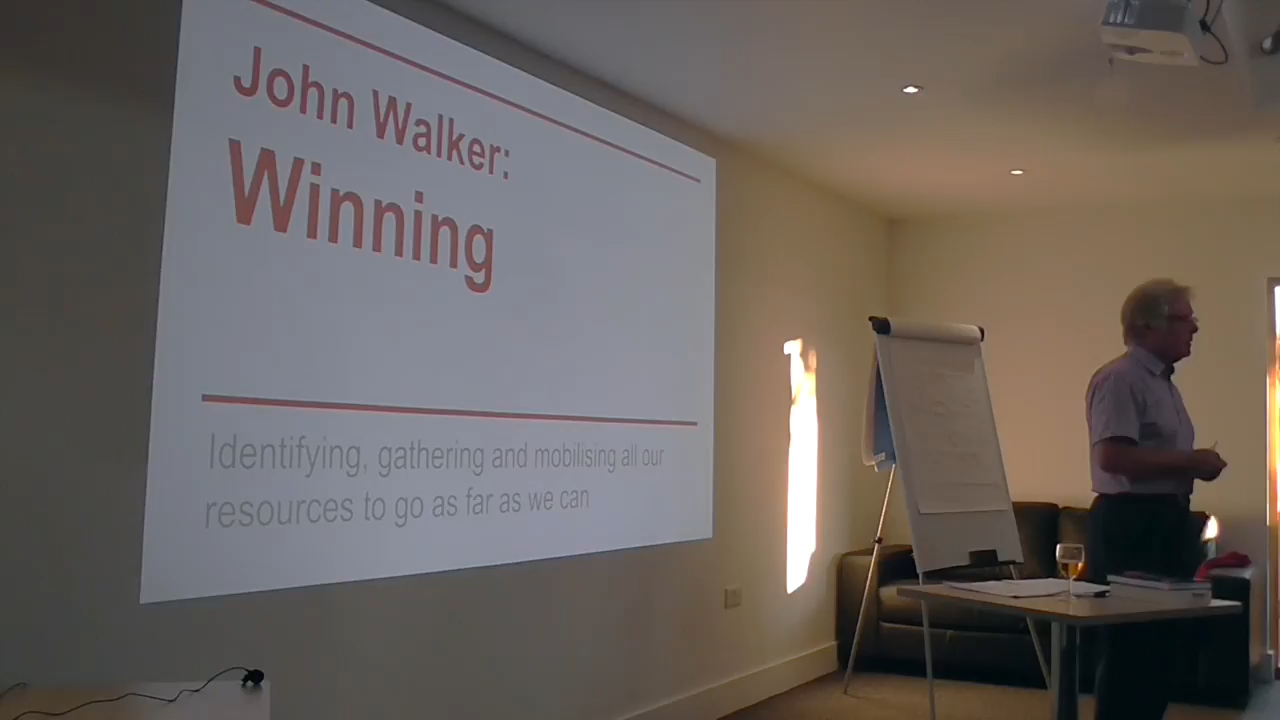 John Walker:
Winning
Identifying, gathering and mobilising all our
resources to go as far as we can